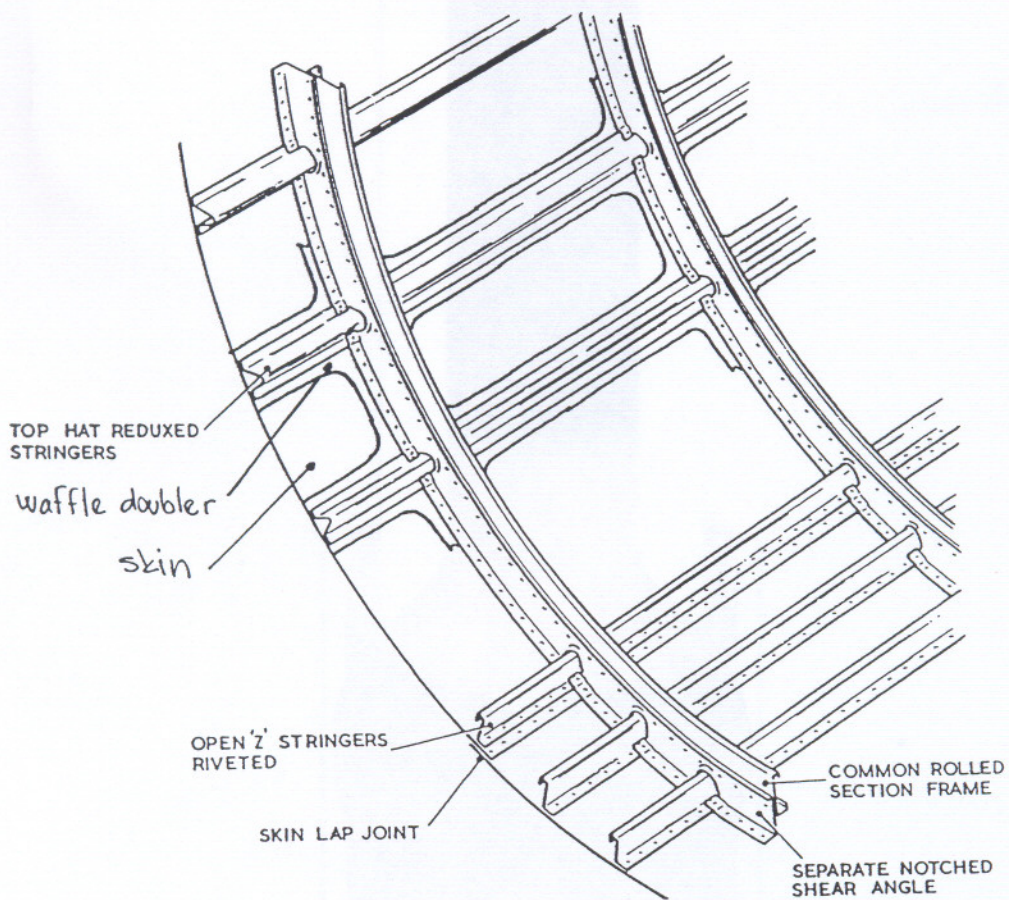 TOP HAT REDUXED
STRINGERS
waffle doubler
skin
OPEN 'Z' STRINGERS
RIVETED
SKIN LAP JOINT
COMMON ROLLED
SECTION FRAME
SEPARATE NOTCHED
SHEAR ANGLE